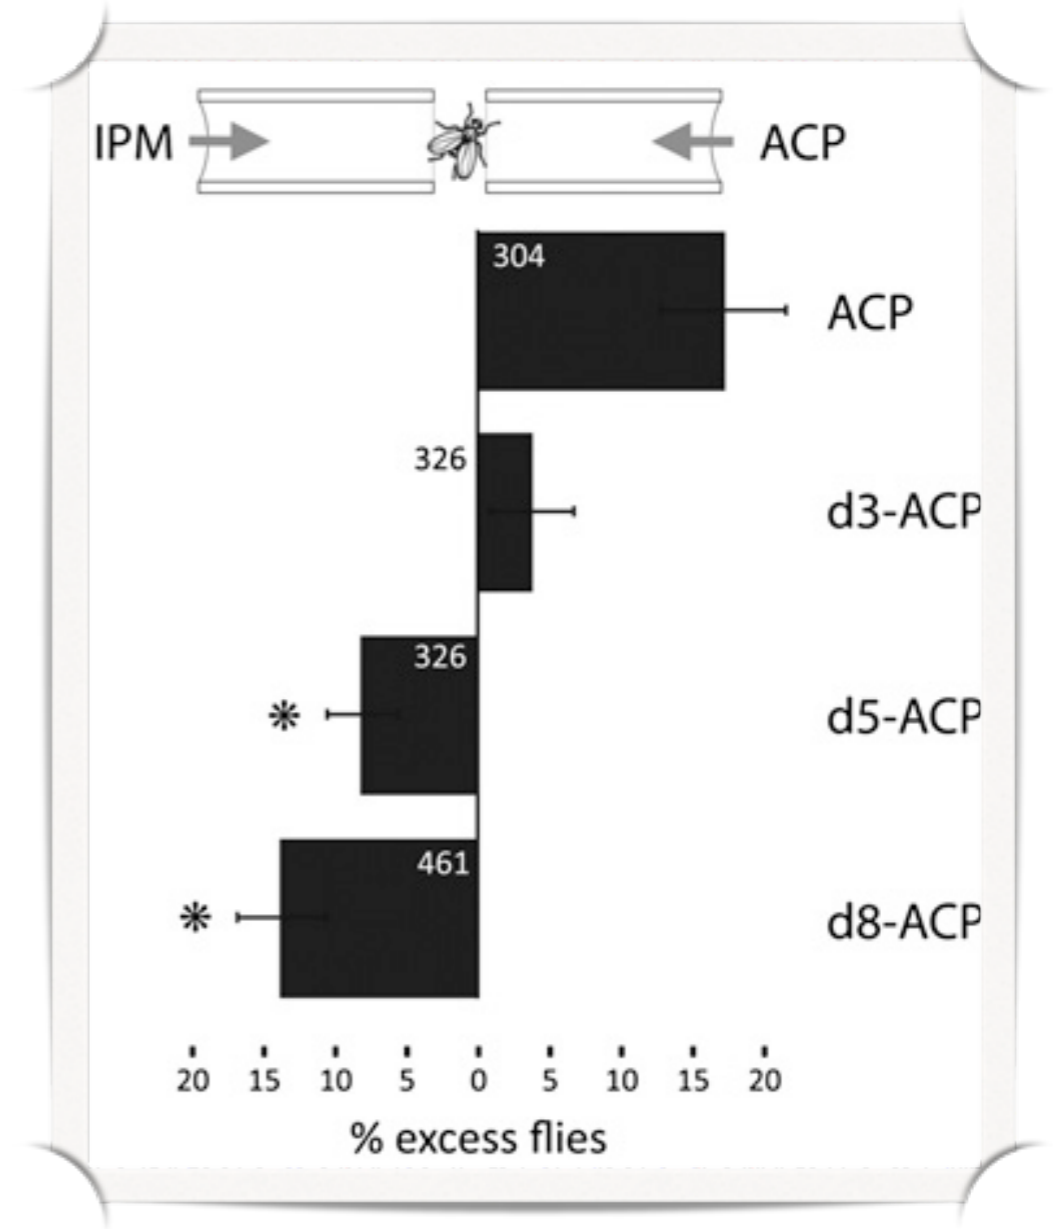 IPM ACP
304
ACP
326
d3-ACP
326
d5-ACP
*
461
d8-ACP
*
20 15 10 5 0 5 10 15 20
% excess flies